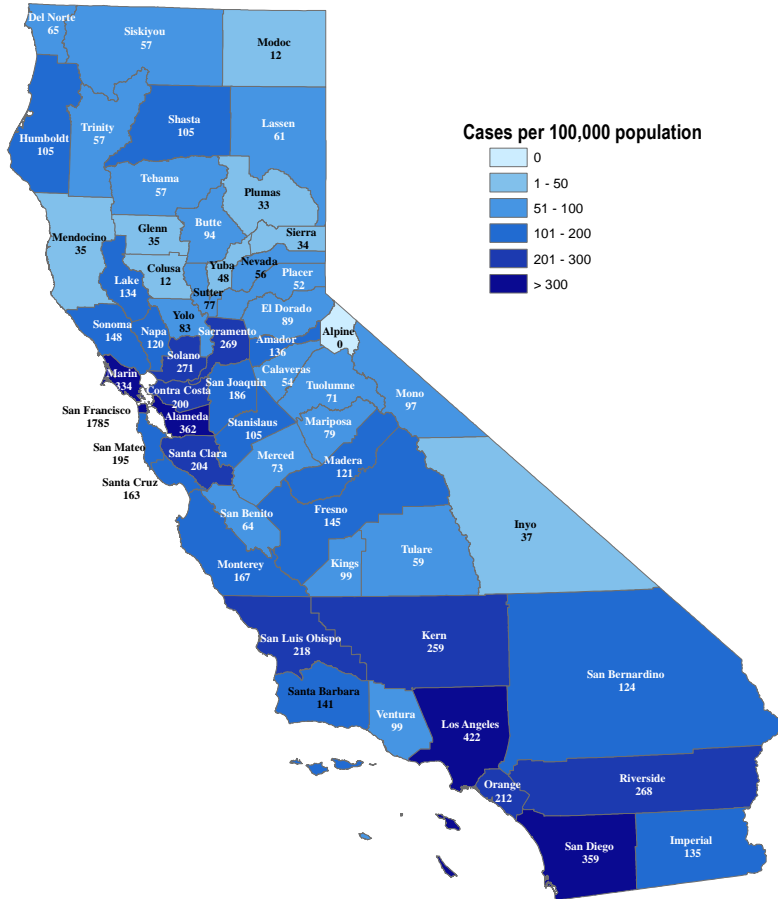 Del Norte
65
Siskiyou
57
Modoc
12
Humboldt
105
Trinity
57
Shasta
105
Lassen
61
Cases per 100,000 population
0
1 - 50
51 - 100
101 - 200
201 - 300
> 300
Tehama
57
Plumas
33
Mendocino
35
Glenn
35
Butte
94
Sierra
34
Lake
134
Colusa
12
Yuba
48
Nevada
56
Placer
52
Sutter
77
El Dorado
89
Sonoma
148
Napa
120
Yolo
83
Sacramento
269
Amador
136
Alpine
0
Solano
271
Marin
334
Contra Costa
200
San Joaquin
186
Calaveras
54
Tuolumne
71
Mono
97
San Francisco
1785
Alameda
362
Stanislaus
105
Mariposa
79
San Mateo
195
Santa Clara
204
Merced
73
Madera
121
Santa Cruz
163
San Benito
64
Fresno
145
Inyo
37
Monterey
167
Kings
99
Tulare
59
San Luis Obispo
218
Kern
259
San Bernardino
124
Santa Barbara
141
Ventura
99
Los Angeles
422
Orange
212
Riverside
268
San Diego
359
Imperial
135